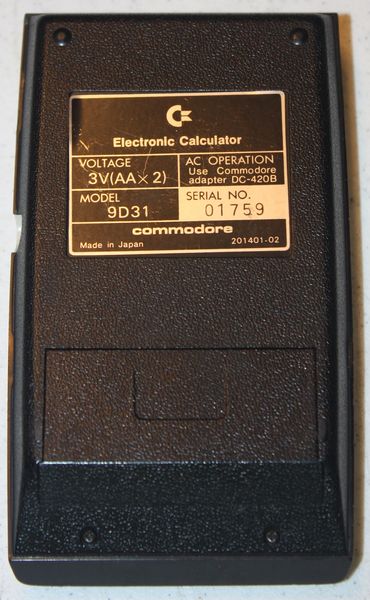 Electronic Calculator
VOLTAGE
3V(AA×2)
AC OPERATION
Use Commodore
adapter DC-420B
MODEL
9D31
SERIAL NO.
01759
commodore
Made in Japan
201401-02